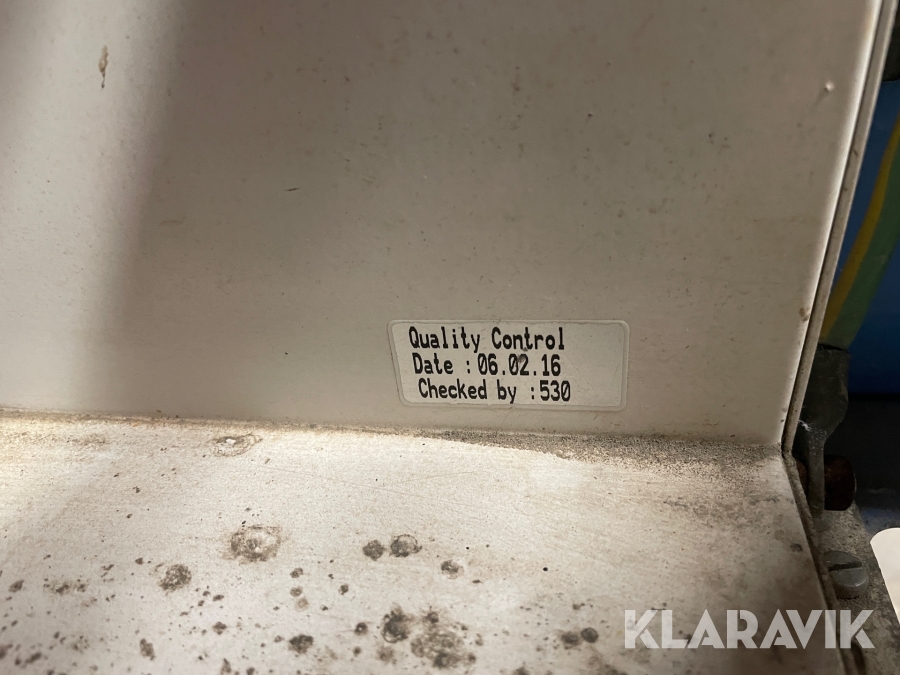 Quality Control
Date : 06.02.16
Checked by : 530
KLARAVIK